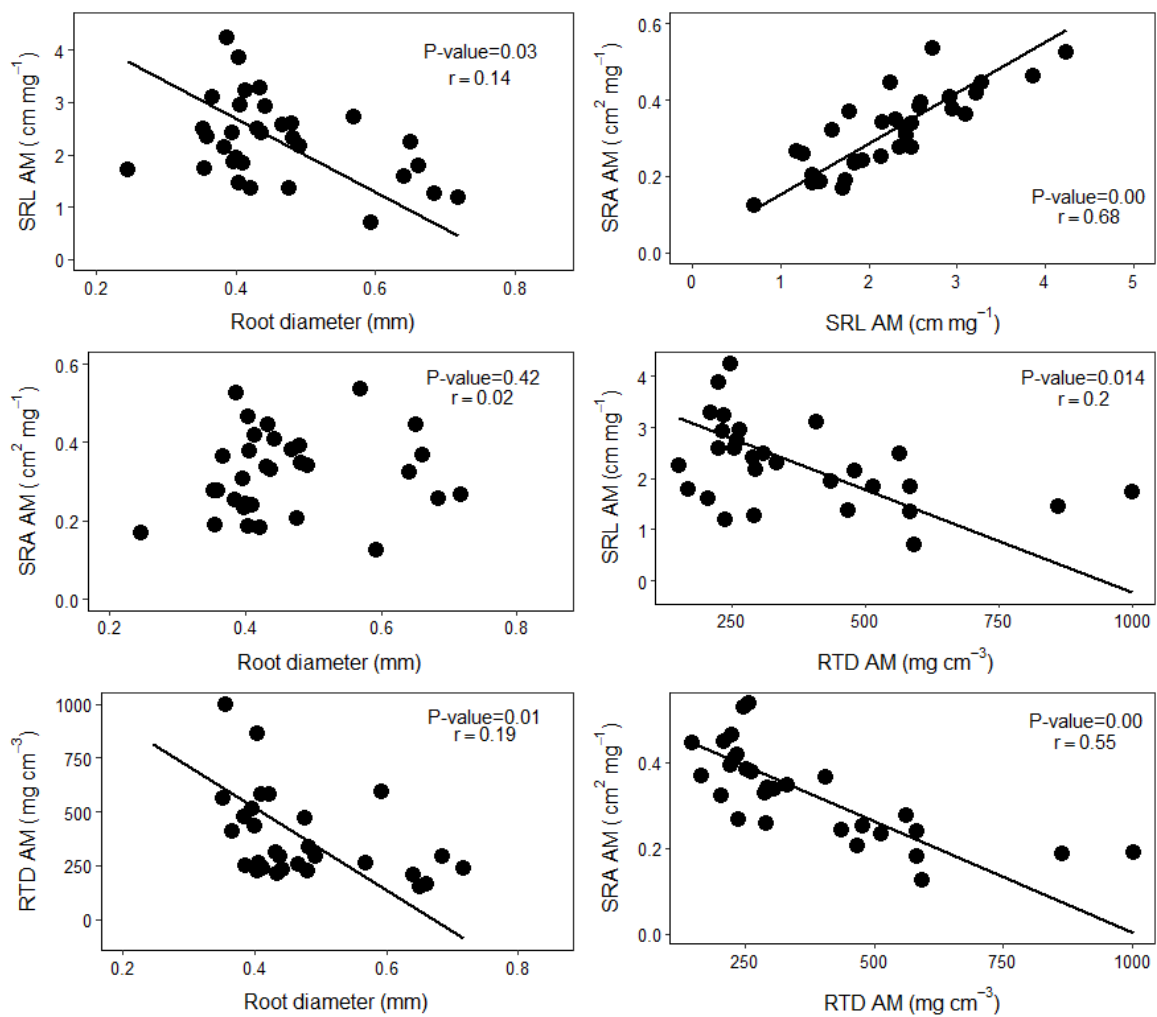 SRL AM ( cm mg⁻¹)
4
3
2
1
0
P-value=0.03
r = 0.14
0.2 0.4 0.6 0.8
Root diameter (mm)
SRA AM ( cm² mg⁻¹)
0.6
0.4
0.2
0.0
P-value=0.00
r = 0.68
0 1 2 3 4 5
SRL AM (cm mg⁻¹)
SRA AM ( cm² mg⁻¹)
0.6
0.4
0.2
0.0
P-value=0.42
r = 0.02
0.2 0.4 0.6 0.8
Root diameter (mm)
SRL AM (cm mg⁻¹)
4
3
2
1
0
P-value=0.014
r = 0.2
250 500 750 1000
RTD AM (mg cm⁻³)
RTD AM ( mg cm⁻³)
1000
750
500
250
0
P-value=0.01
r = 0.19
0.2 0.4 0.6 0.8
Root diameter (mm)
SRA AM ( cm² mg⁻¹)
0.4
0.2
0.0
P-value=0.00
r = 0.55
250 500 750 1000
RTD AM (mg cm⁻³)